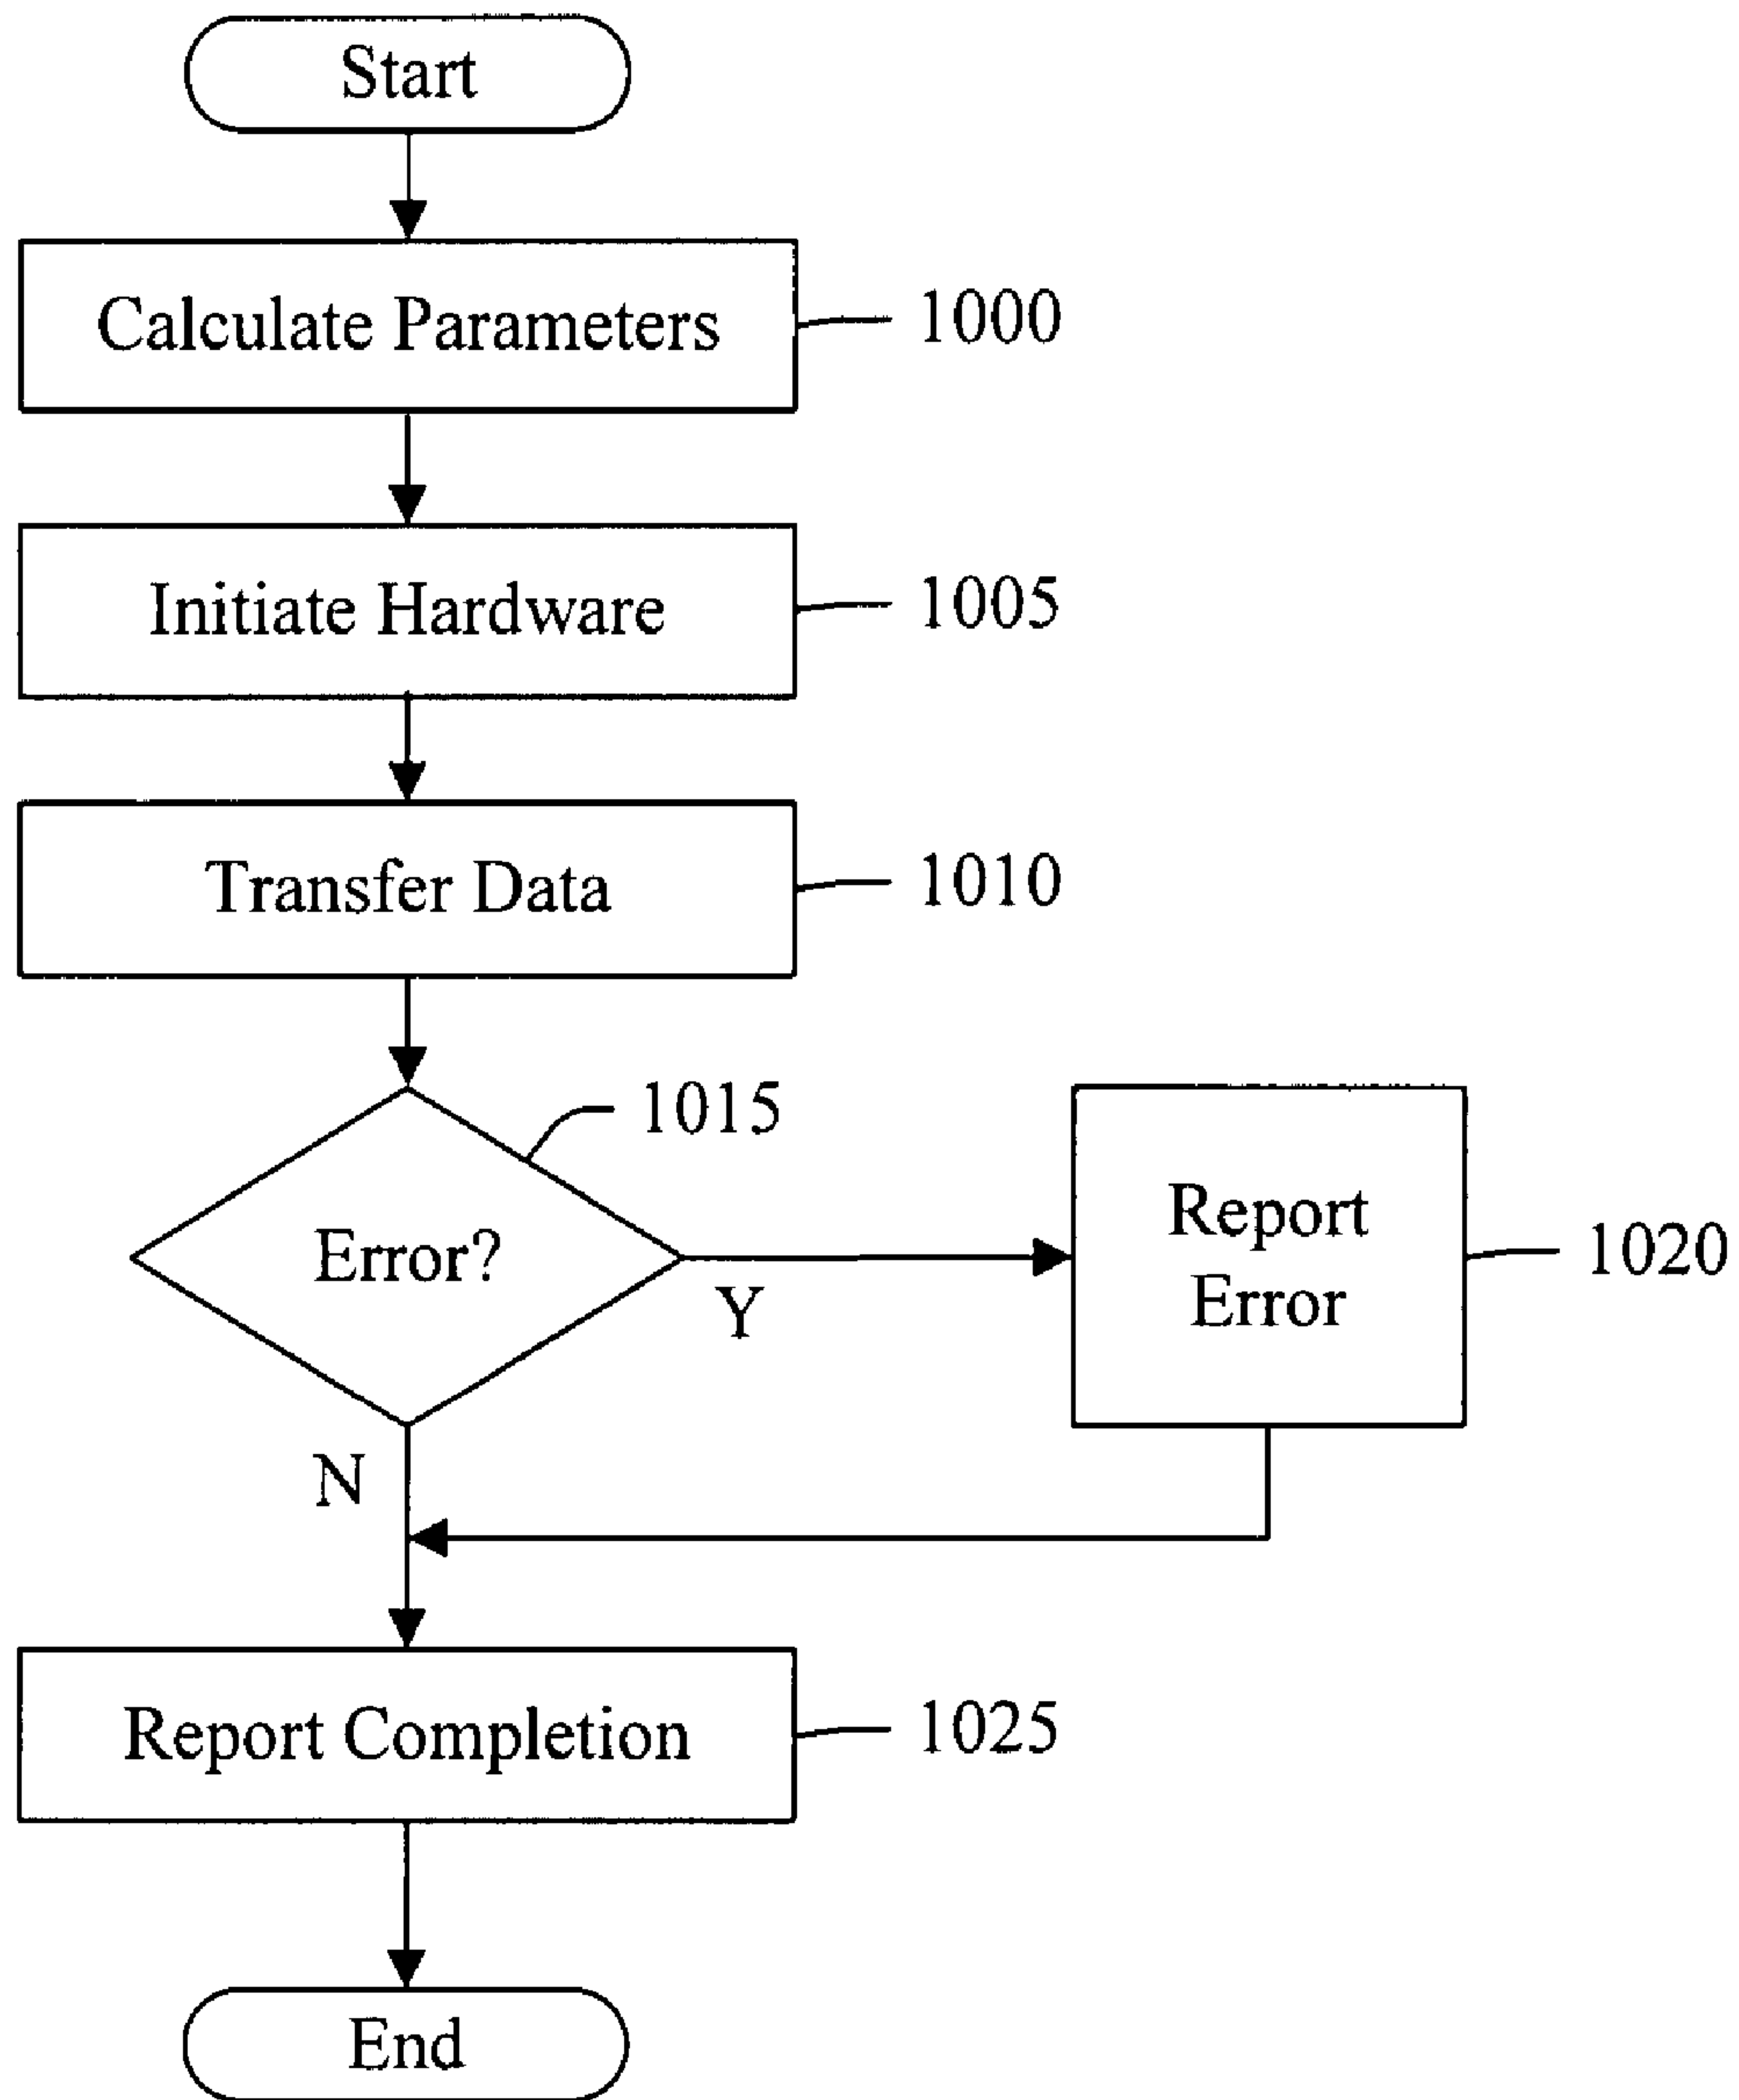 Start
Calculate Parameters
1000
Initiate Hardware
1005
Transfer Data
1010
1015
Error?
Y
Report
Error
1020
N
Report Completion
1025
End